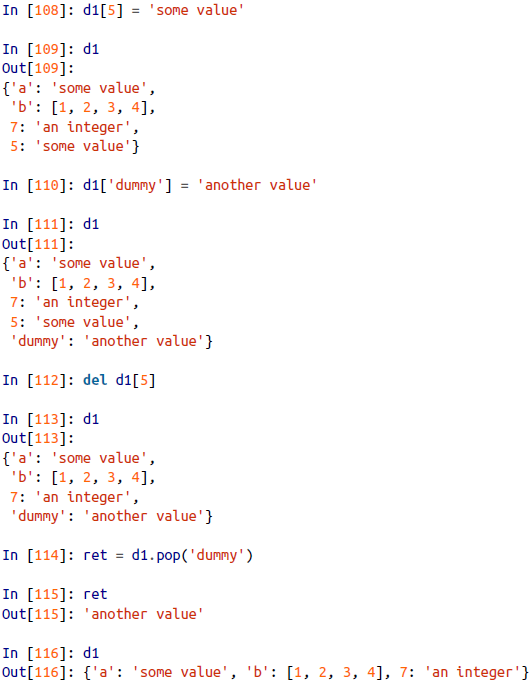 In [108]: d1[5] = 'some value'
In [109]: d1
Out[109]:
{'a': 'some value',
 'b': [1, 2, 3, 4],
 7: 'an integer',
 5: 'some value'}
In [110]: d1['dummy'] = 'another value'
In [111]: d1
Out[111]:
{'a': 'some value',
 'b': [1, 2, 3, 4],
 7: 'an integer',
 5: 'some value',
 'dummy': 'another value'}
In [112]: del d1[5]
In [113]: d1
Out[113]:
{'a': 'some value',
 'b': [1, 2, 3, 4],
 7: 'an integer',
 'dummy': 'another value'}
In [114]: ret = d1.pop('dummy')
In [115]: ret
Out[115]: 'another value'
In [116]: d1
Out[116]: {'a': 'some value', 'b': [1, 2, 3, 4], 7: 'an integer'}